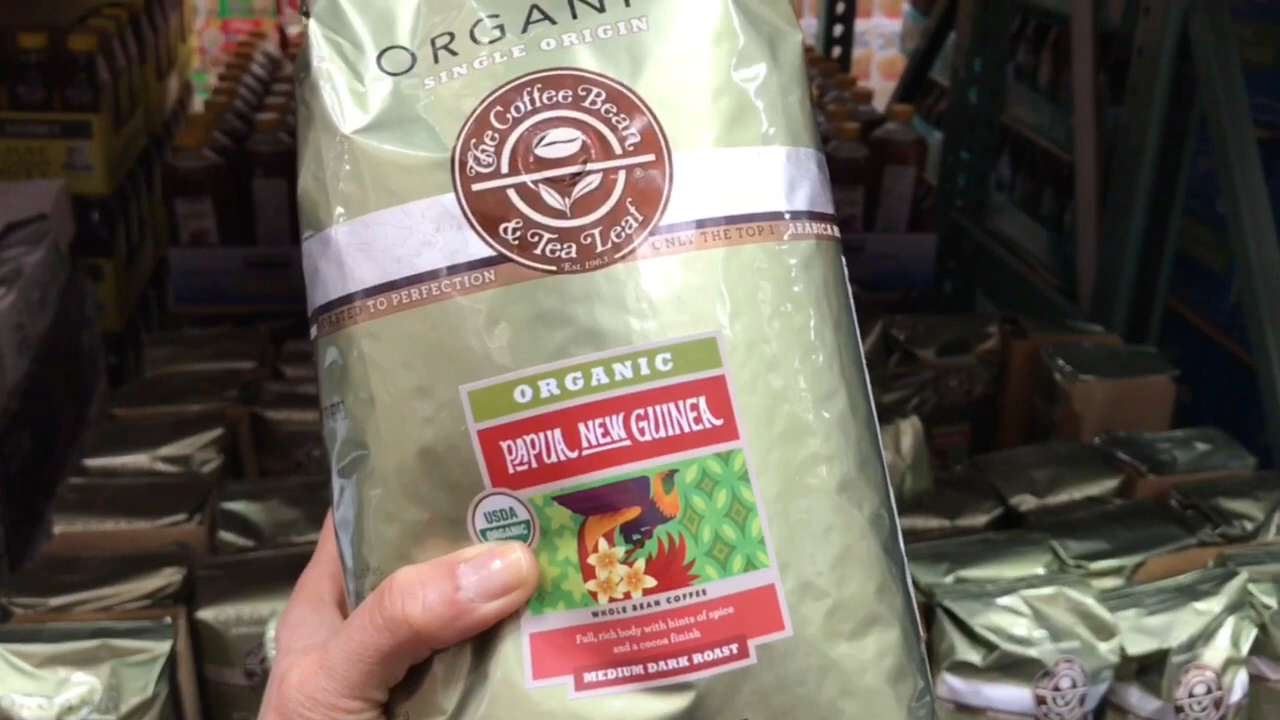 ORGANI
SINGLE ORIGIN
The Coffee Bean
®
& Tea Leaf
Est. 1963
TO PERFECTION
ONLY THE TOP 1 ARABICA
ORGANIC
PAPUA NEW GUINEA
USDA
ORGANIC
WHOLE BEAN COFFEE
Full, rich body with hints of spice
and a cocoa finish
MEDIUM DARK ROAST